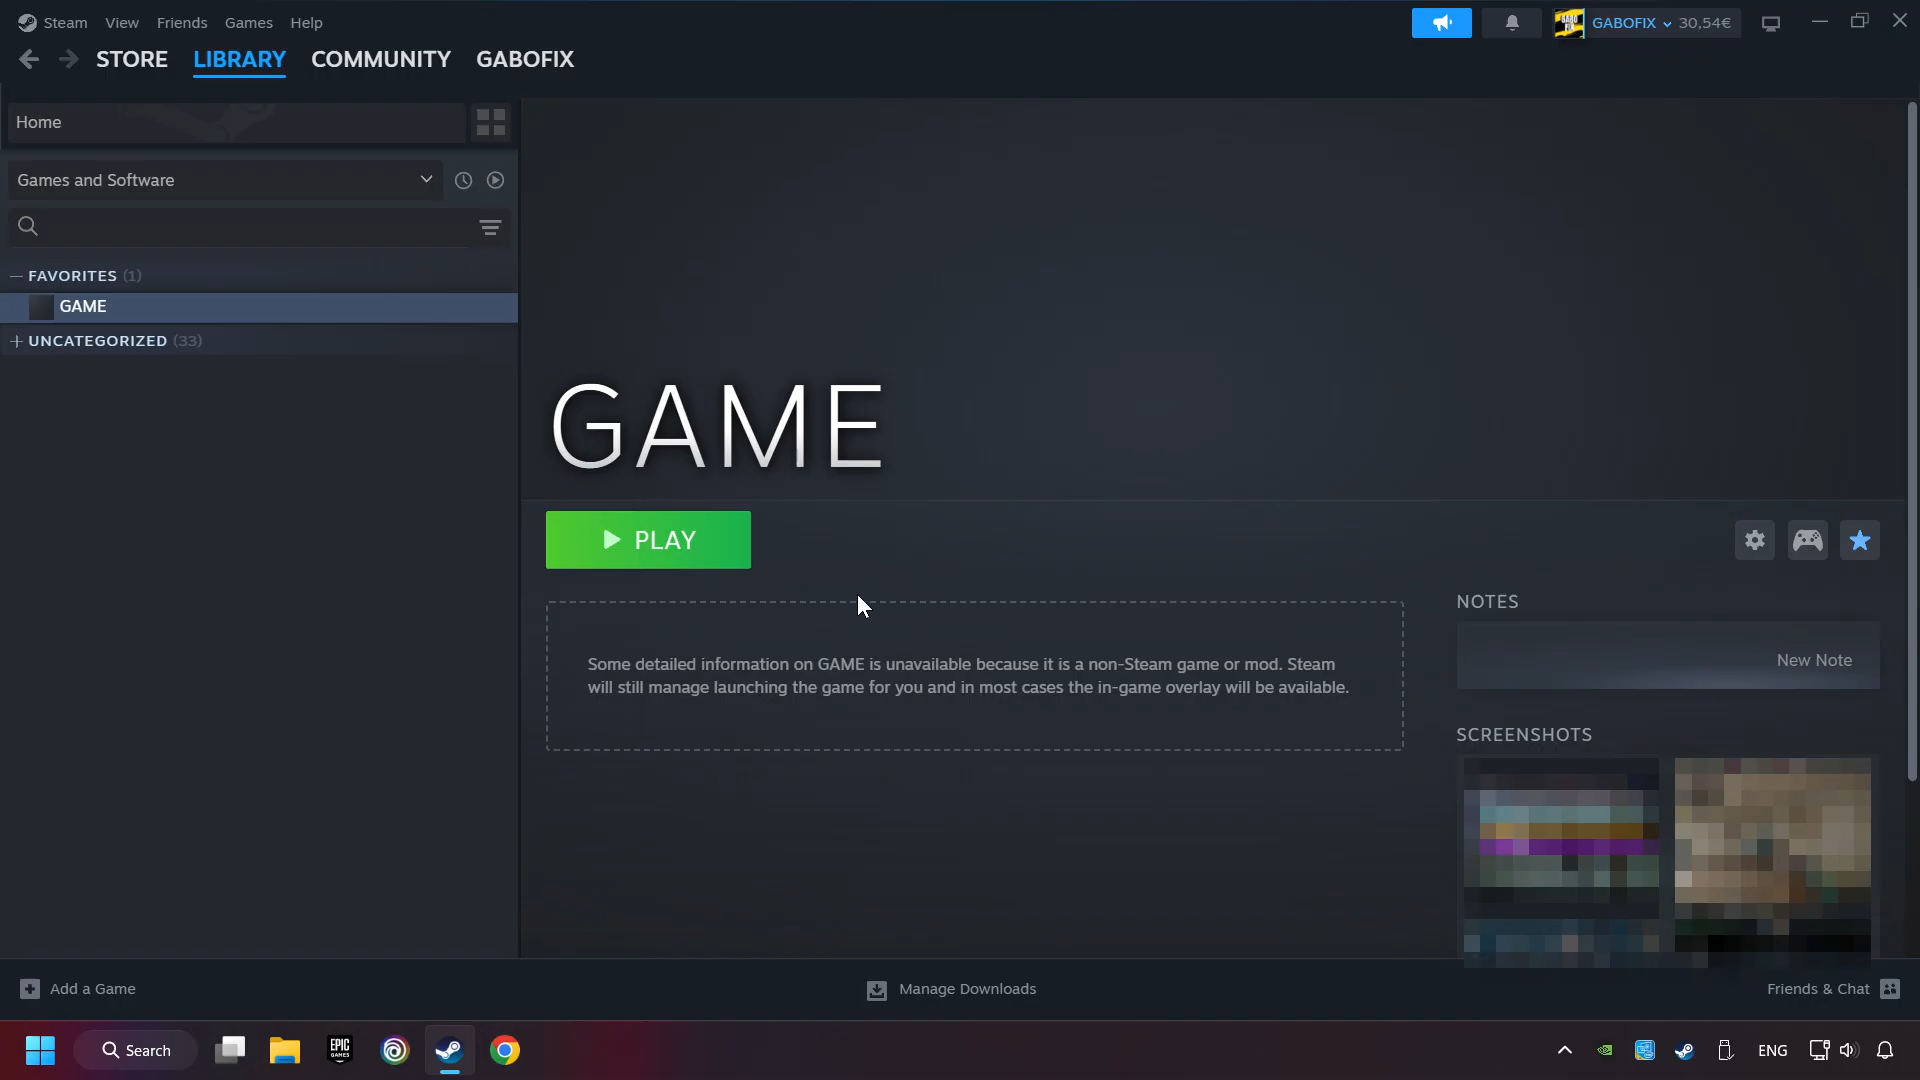 Steam View Friends Games Help
GABOFIX 30,54€
STORE LIBRARY COMMUNITY GABOFIX
Home
Games and Software
FAVORITES (1)
GAME
UNCATEGORIZED (33)
GAME
PLAY
Some detailed information on GAME is unavailable because it is a non-Steam game or mod. Steam
will still manage launching the game for you and in most cases the in-game overlay will be available.
NOTES
New Note
SCREENSHOTS
Add a Game
Manage Downloads
Friends & Chat
Search
EPIC
GAMES
ENG